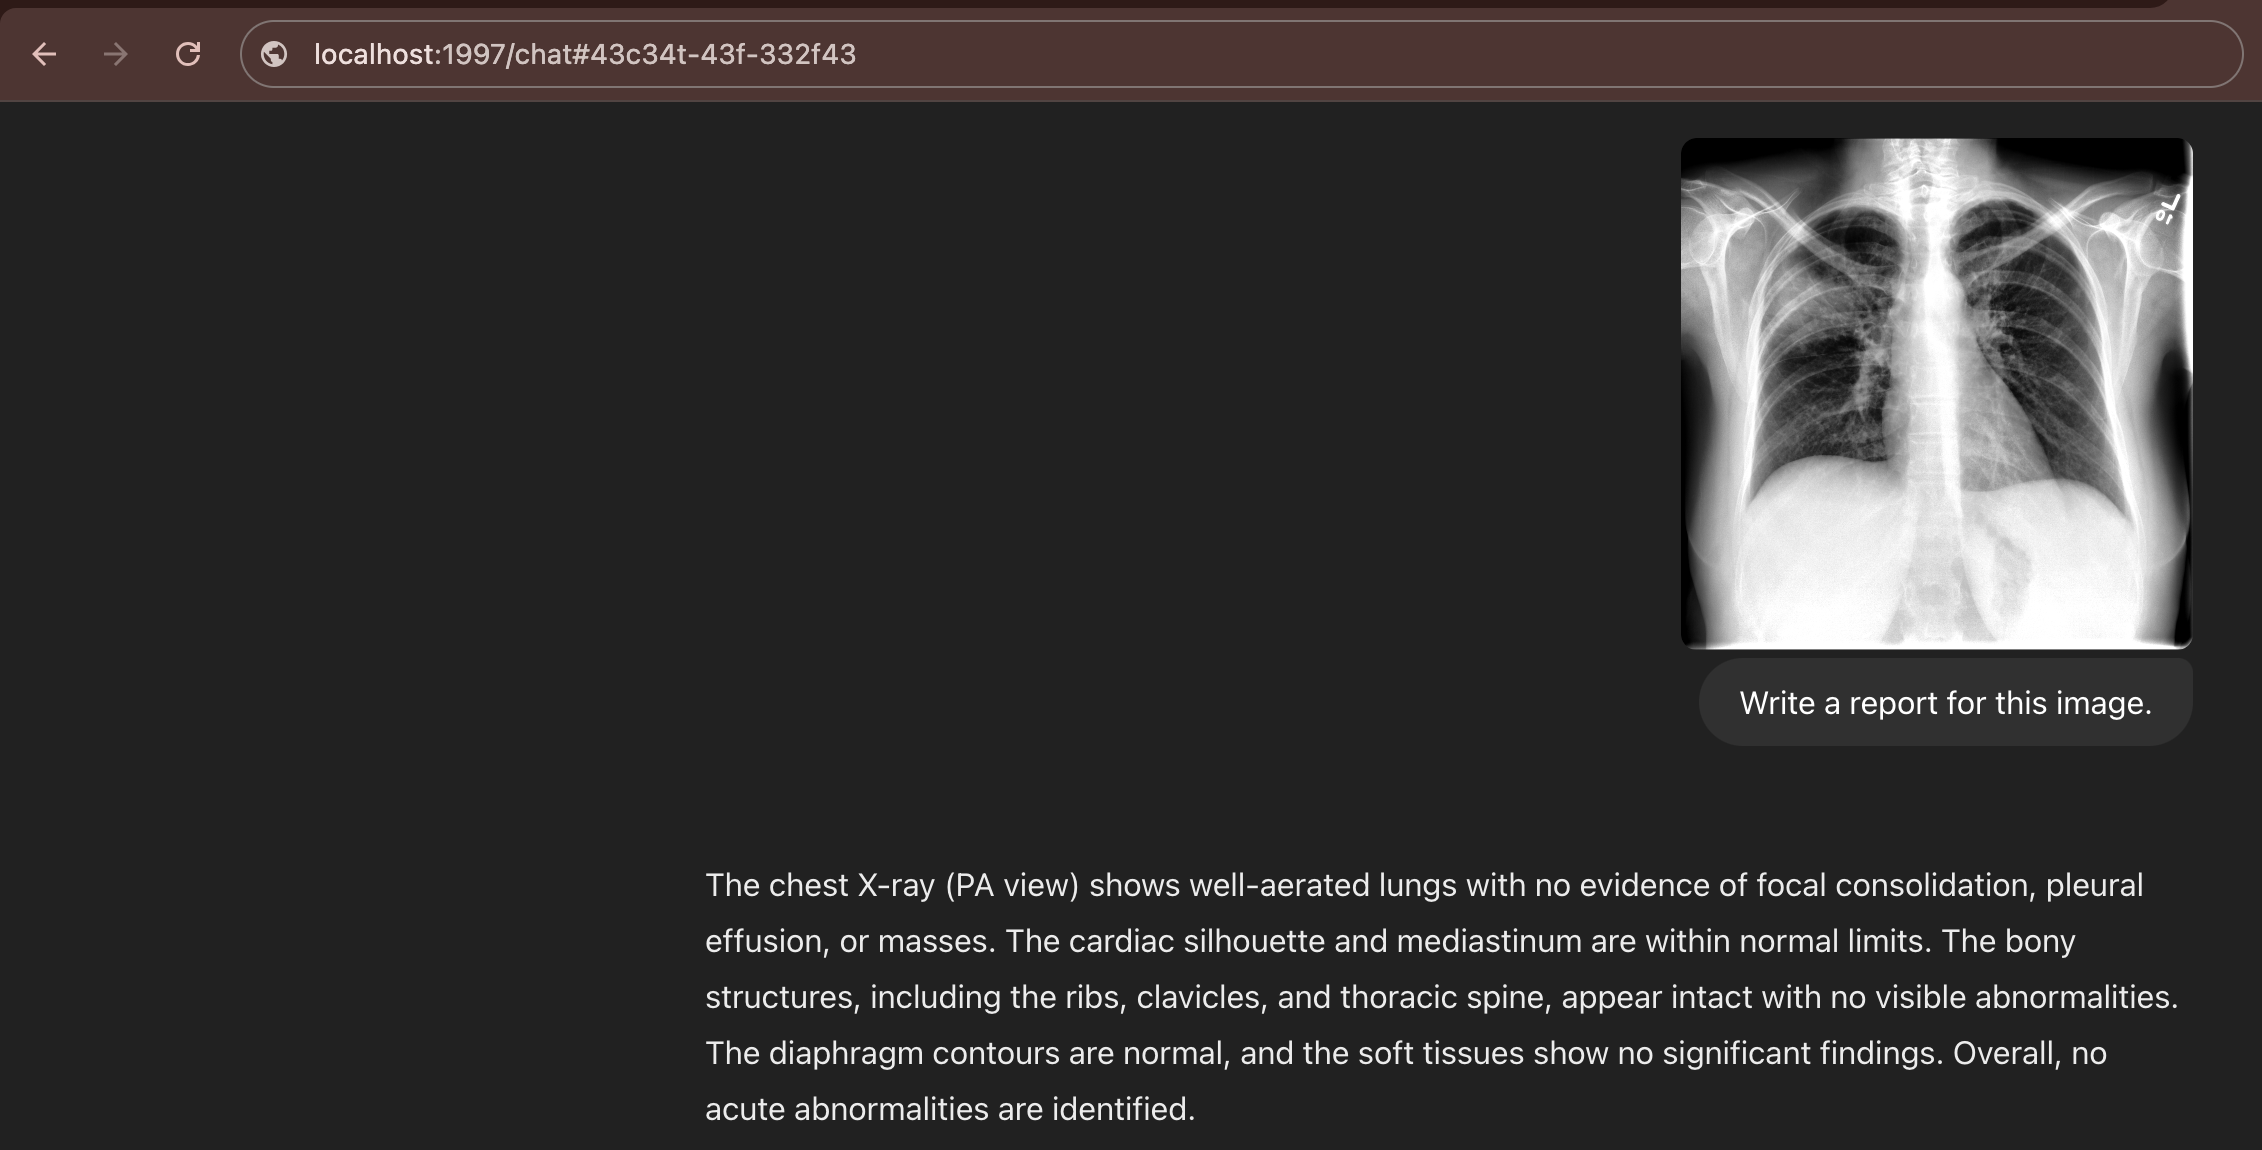 localhost:1997/chat#43c34t-43f-332f43
Write a report for this image.
The chest X-ray (PA view) shows well-aerated lungs with no evidence of focal consolidation, pleural
effusion, or masses. The cardiac silhouette and mediastinum are within normal limits. The bony
structures, including the ribs, clavicles, and thoracic spine, appear intact with no visible abnormalities.
The diaphragm contours are normal, and the soft tissues show no significant findings. Overall, no
acute abnormalities are identified.